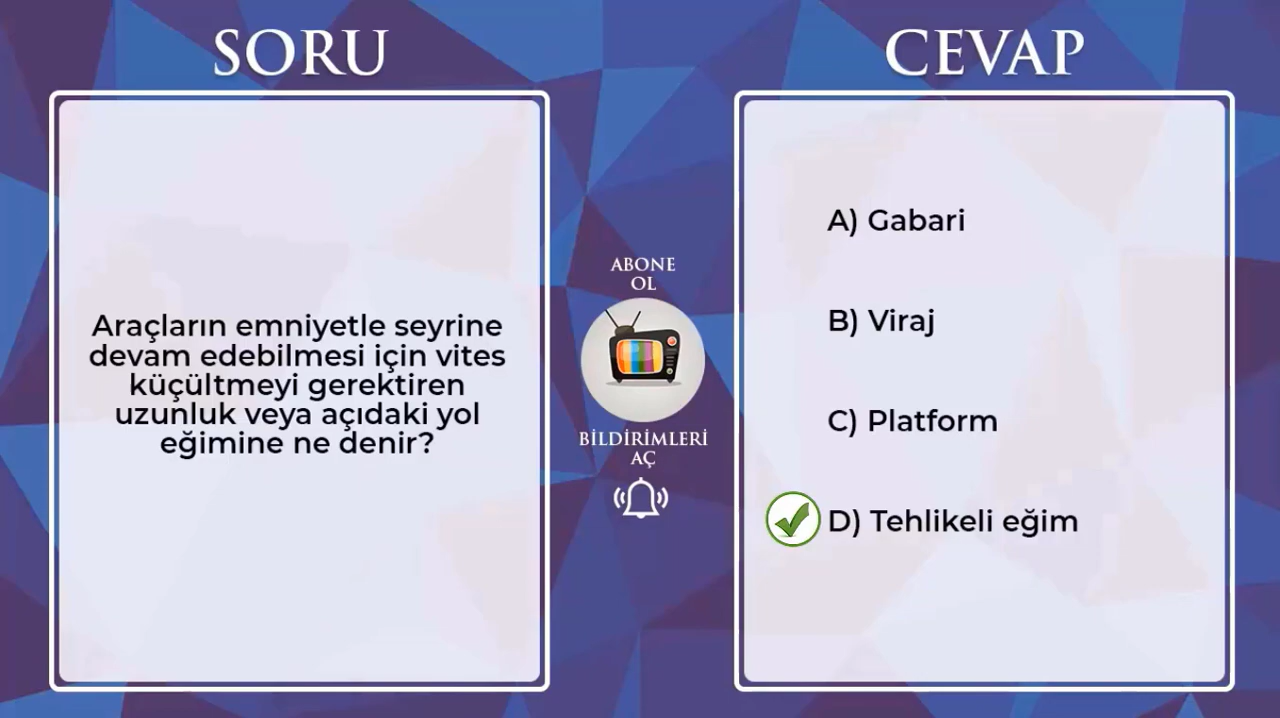 SORU
Araçların emniyetle seyrine
devam edebilmesi için vites
küçültmeyi gerektiren
uzunluk veya açıdaki yol
eğimine ne denir?
ABONE
OL
BİLDİRİMLERİ
AÇ
CEVAP
A) Gabari
B) Viraj
C) Platform
D) Tehlikeli eğim